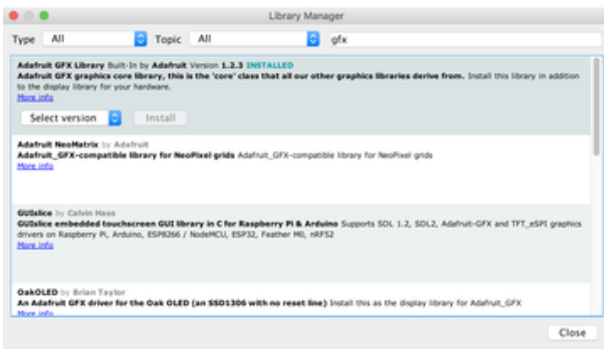 Library Manager
Type All Topic All gfx
Adafruit GFX Library Built-In by Adafruit Version 1.2.3 INSTALLED
Adafruit GFX graphics core library, this is the 'core' class that all our other graphics libraries derive from. Install this library in addition
to the display library for your hardware.
More info
Select version Install
Adafruit NeoMatrix by Adafruit
Adafruit_GFX-compatible library for NeoPixel grids Adafruit_GFX-compatible library for NeoPixel grids
More info
GUIslice by Calvin Hass
GUIslice embedded touchscreen GUI library in C for Raspberry Pi & Arduino Supports SDL 1.2, SDL2, Adafruit-GFX and TFT_eSPI graphics
drivers on Raspberry Pi, Arduino, ESP8266 / NodeMCU, ESP32, Feather M0, nRF52
More info
OakOLED by Brian Taylor
An Adafruit GFX driver for the Oak OLED (an SSD1306 with no reset line) Install this as the display library for Adafruit_GFX
More info
Close